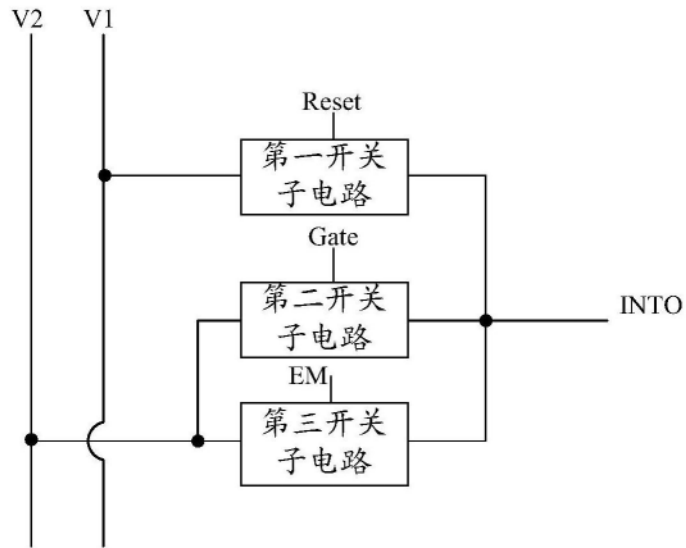 V2
V1
Reset
第一开关
子电路
Gate
第二开关
子电路
INTO
EM
第三开关
子电路